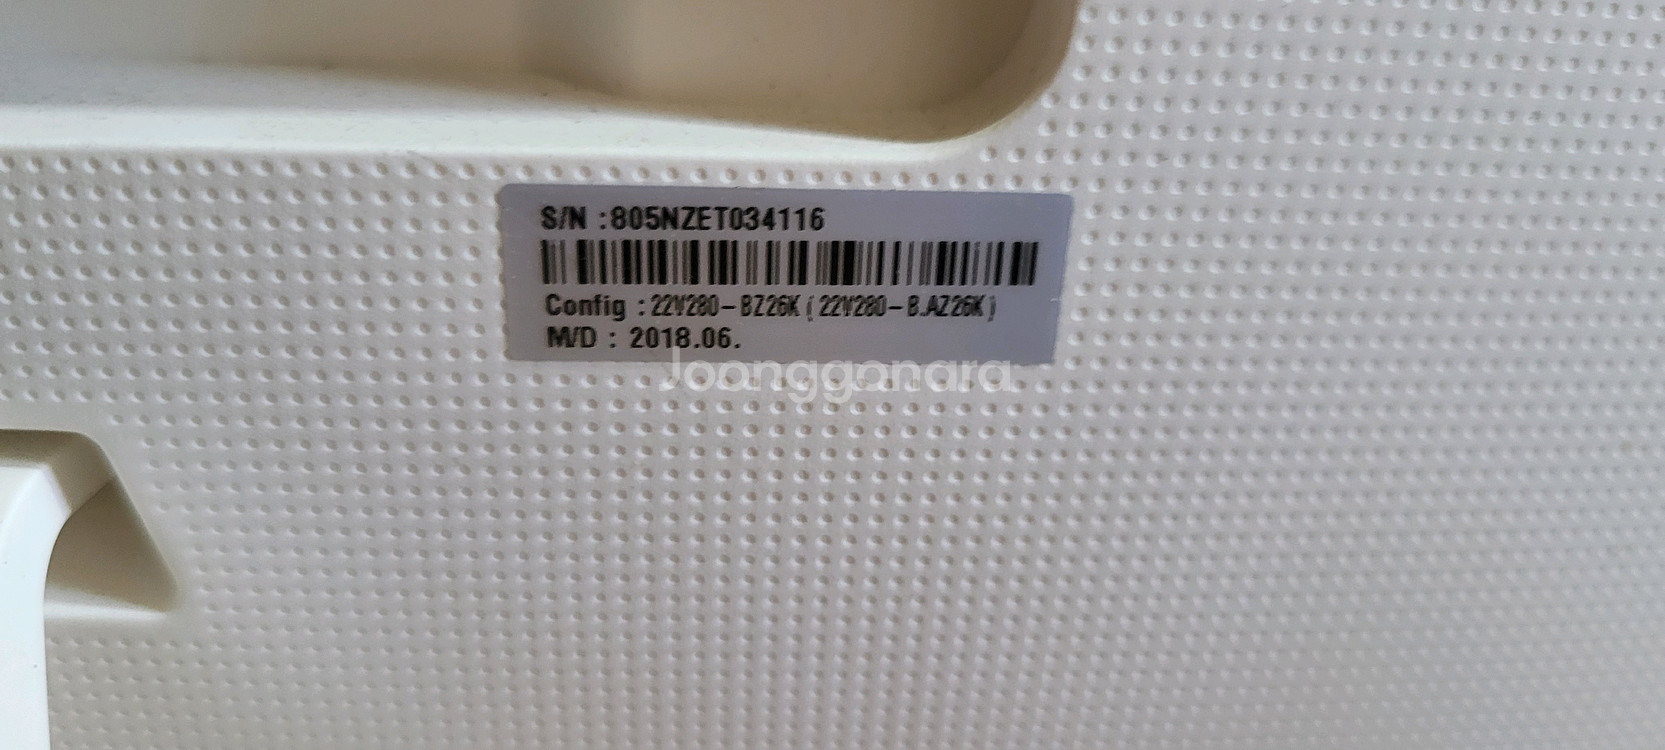 S/N :805NZET034116
Config : 22V280-BZ26K ( 22V280-B.AZ26K )
M/D : 2018.06.
Joonggonara